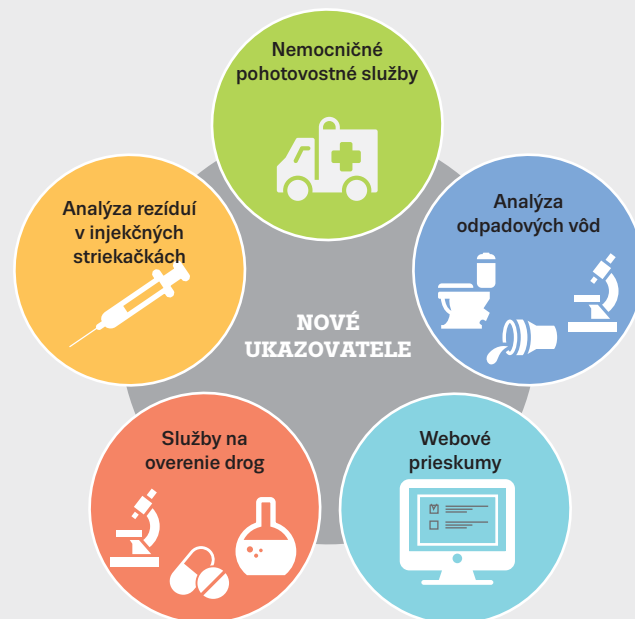 Nemocničné
pohotovostné služby
Analýza rezíduí
v injekčných
striekačkách
Analýza
odpadových vôd
NOVÉ
UKAZOVATELE
Služby na
overenie drog
Webové
prieskumy